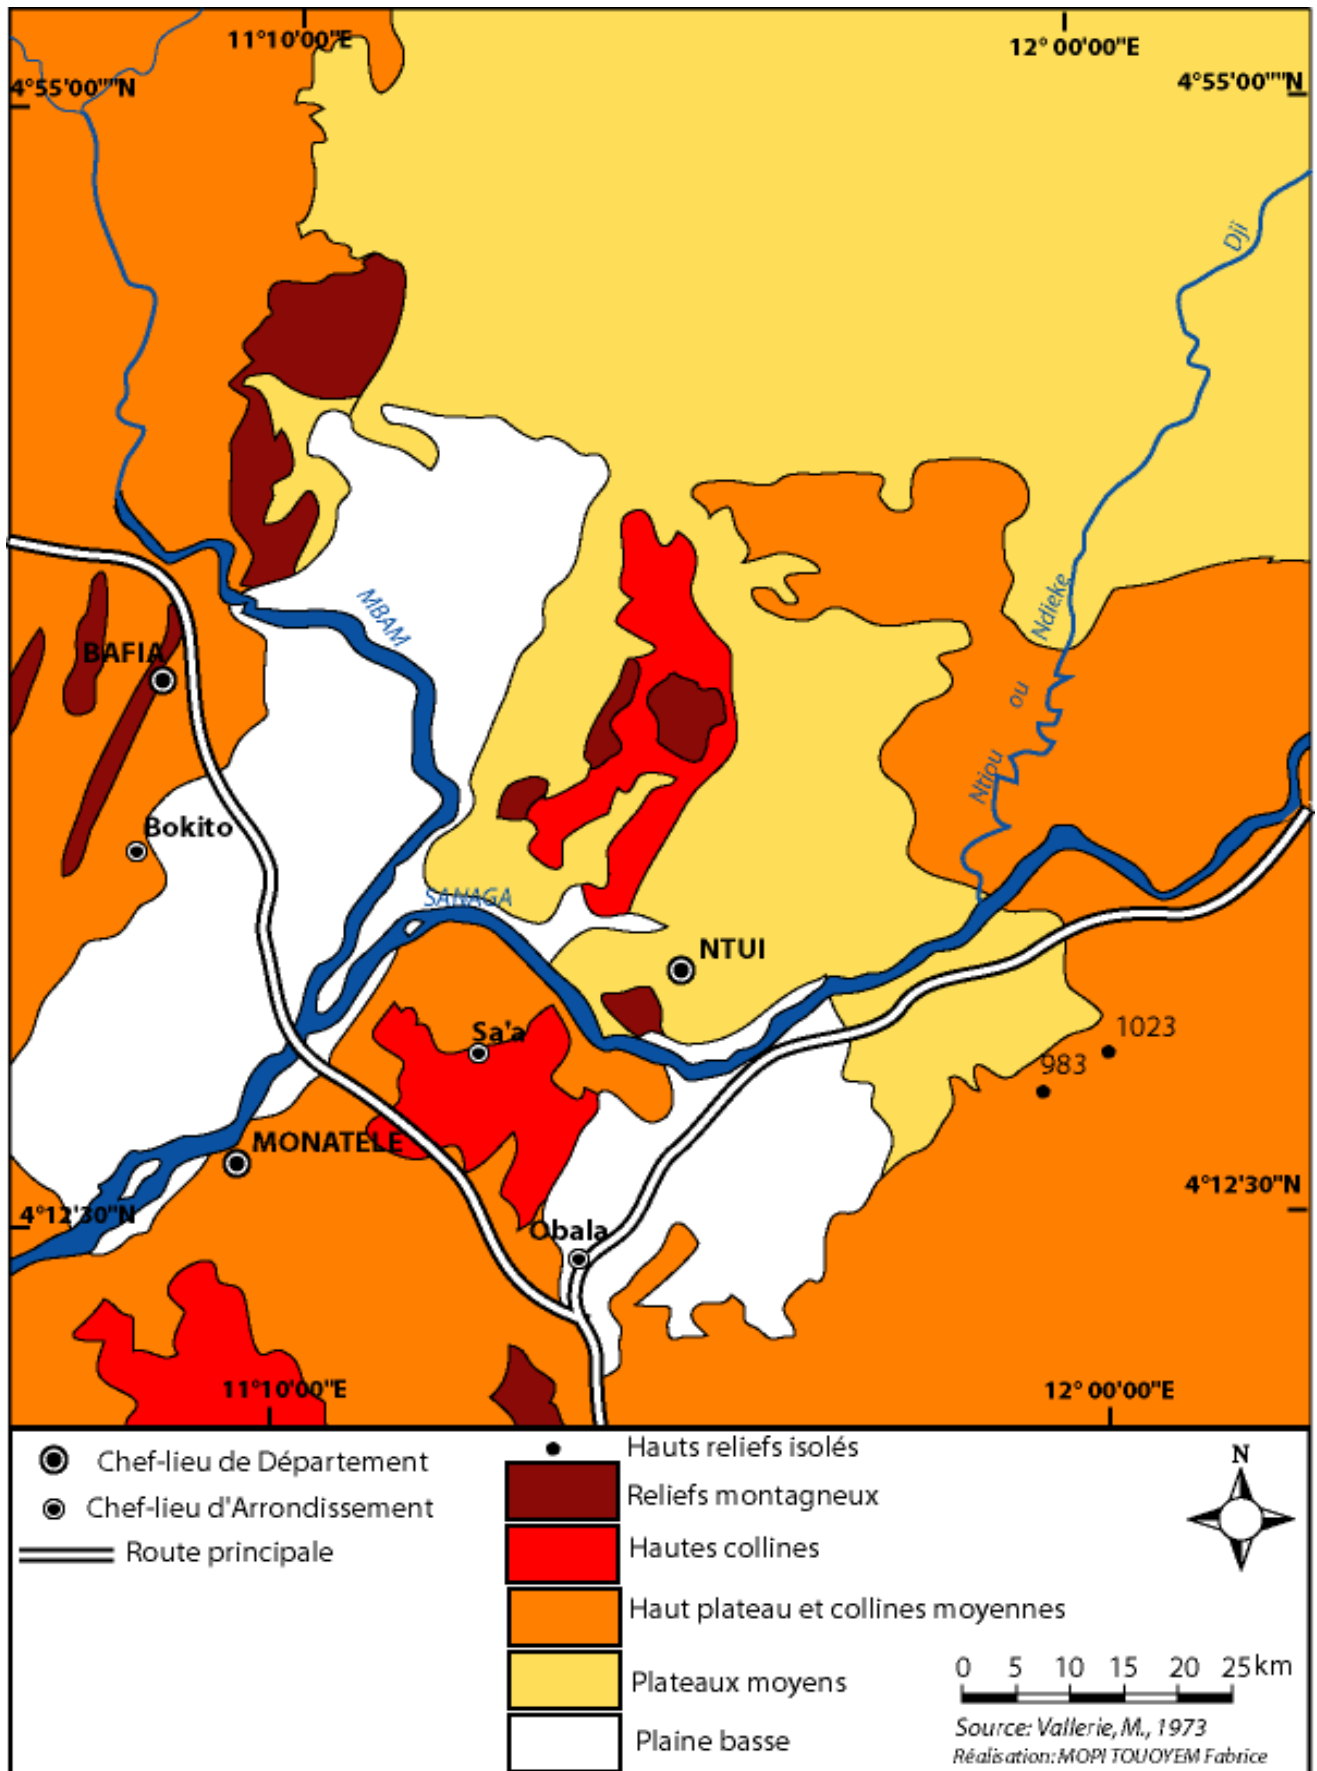 11°10'00"E
12° 00'00"E
4°55'00""N
4°55'00""N
Dji
MBAM
Ndieke
ou
Ntiou
BAFIA
Bokito
SANAGA
NTUI
Sa'a
1023
983
MONATELE
4°12'30"N
4°12'30"N
Obala
11°10'00"E
12° 00'00"E
Chef-lieu de Département
Chef-lieu d'Arrondissement
Route principale
Hauts reliefs isolés
Reliefs montagneux
Hautes collines
Haut plateau et collines moyennes
Plateaux moyens
Plaine basse
N
0 5 10 15 20 25 km
Source: Vallerie, M., 1973
Réalisation: MOPI TOUOYEM Fabrice